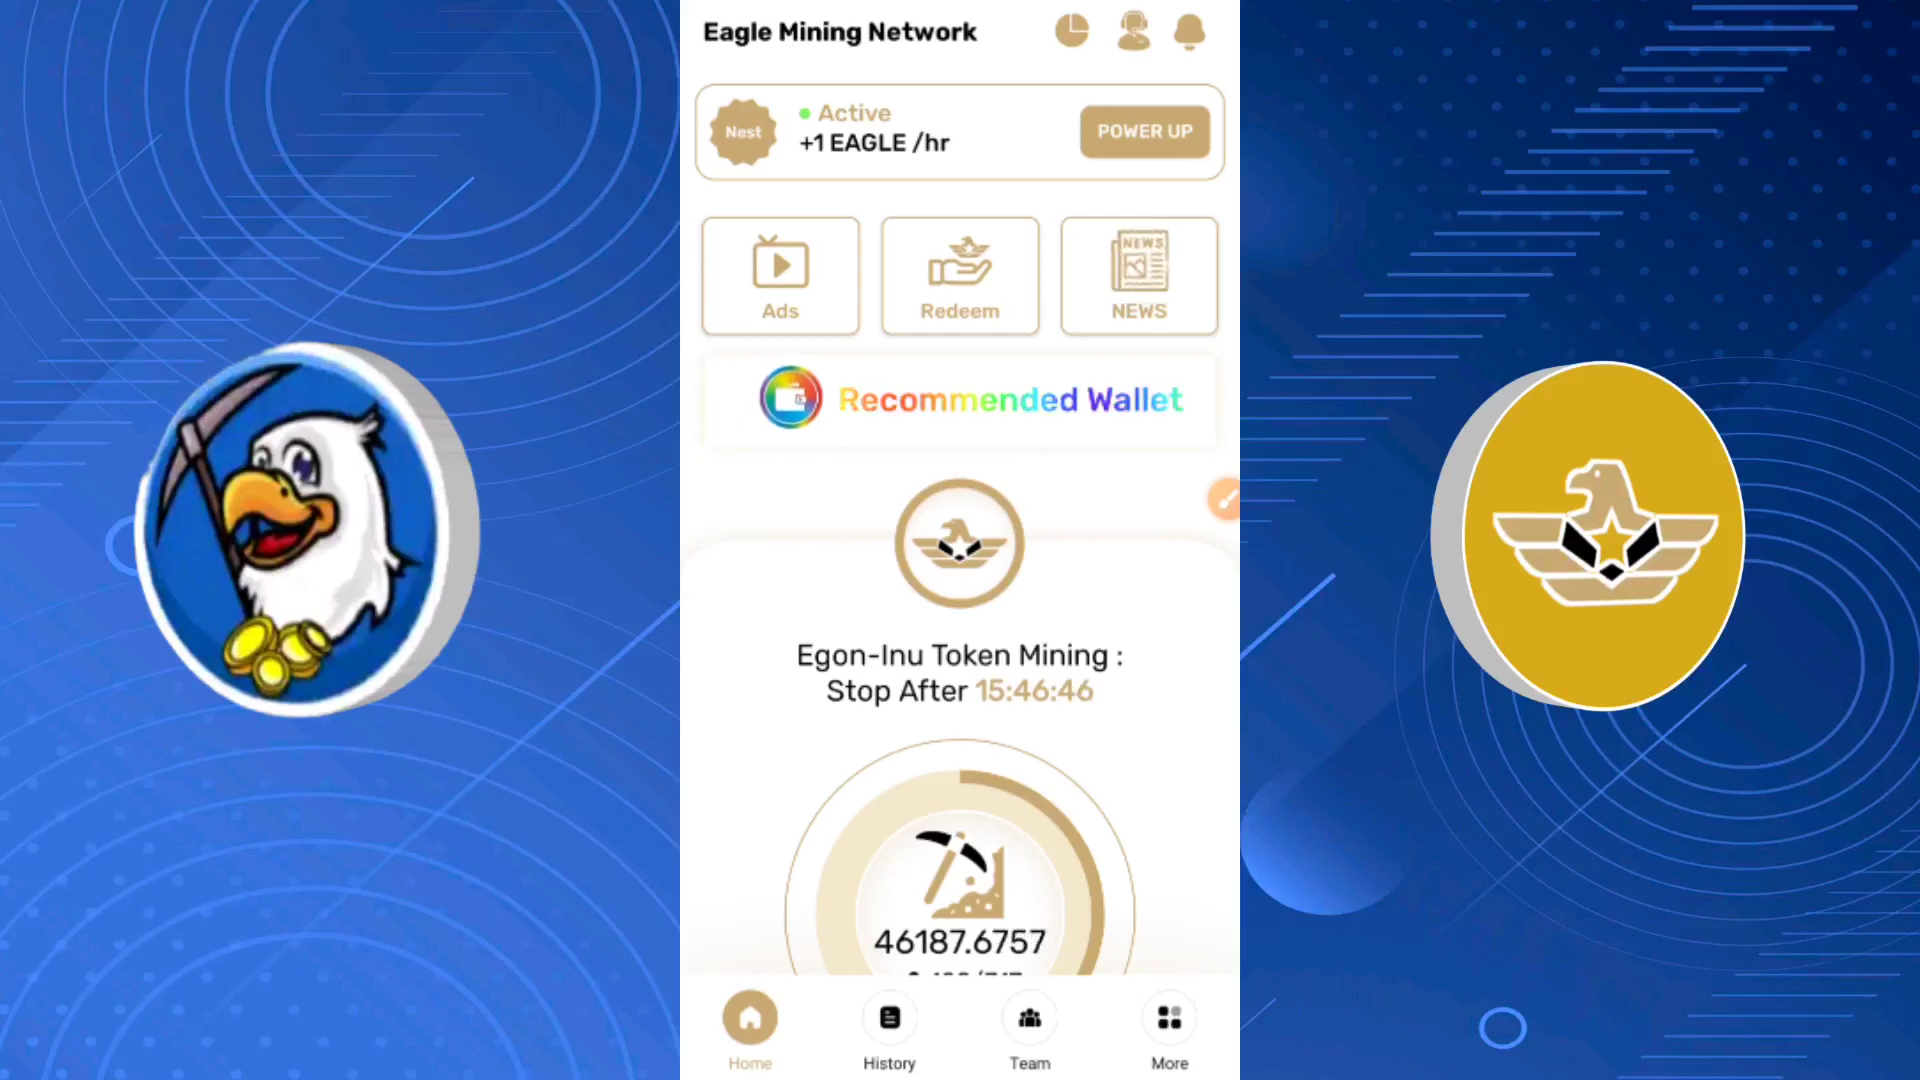 Eagle Mining Network
Nest
Active
+1 EAGLE /hr
POWER UP
Ads
Redeem
NEWS
NEWS
Recommended Wallet
Egon-Inu Token Mining :
Stop After 15:46:46
46187.6757
Home
History
Team
More